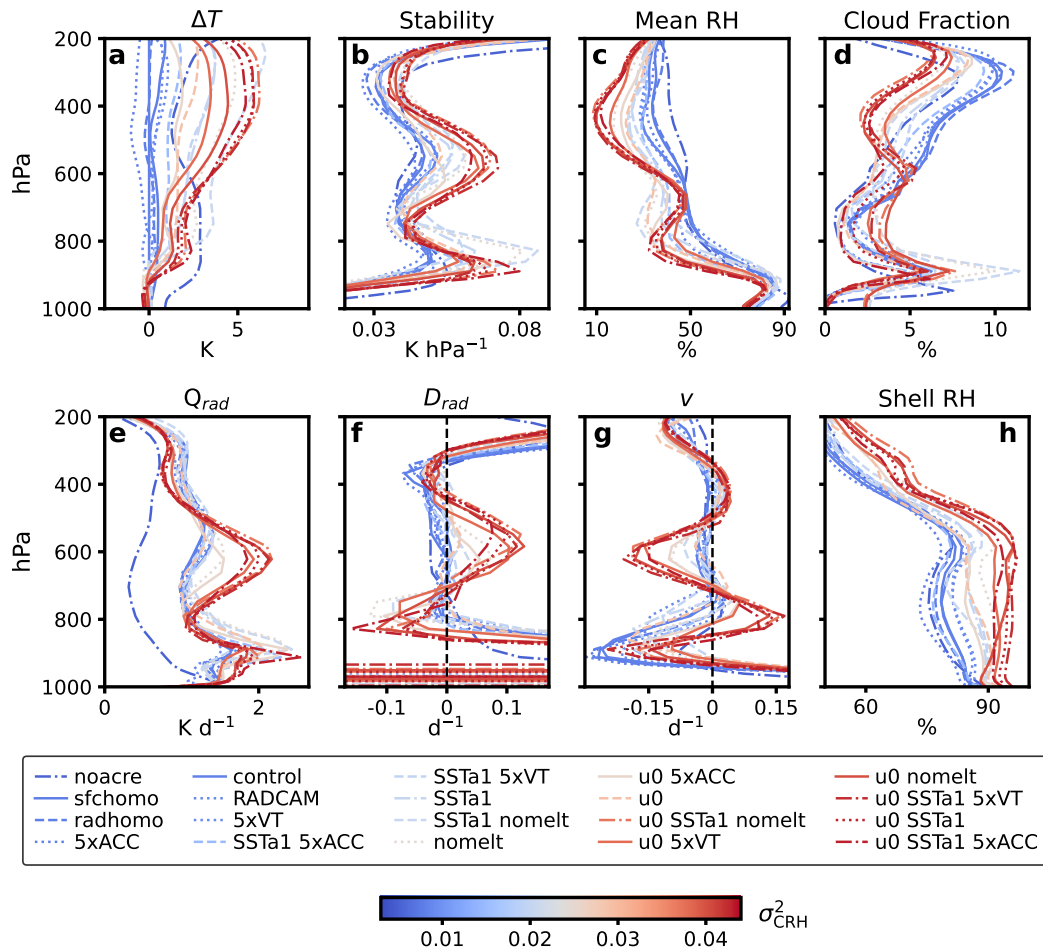 ΔT Stability Mean RH Cloud Fraction
a b c d
200
400
600
800
1000
hPa
0 5 0.03 0.08 10 50 90 0 5 10
K K hPa⁻¹ % %
Q_rad D_rad v Shell RH
e f g h
200
400
600
800
1000
hPa
0 2 -0.1 0.1 -0.15 0 0.15 60 90
K d⁻¹ d⁻¹ d⁻¹ %
noacre control SSTa1 5xVT u0 5xACC u0 nomelt
sfchomo RADCAM SSTa1 u0 u0 SSTa1 5xVT
radhomo 5xVT SSTa1 nomelt u0 SSTa1 nomelt u0 SSTa1
5xACC SSTa1 5xACC nomelt u0 5xVT u0 SSTa1 5xACC
0.01 0.02 0.03 0.04
σ²_CRH